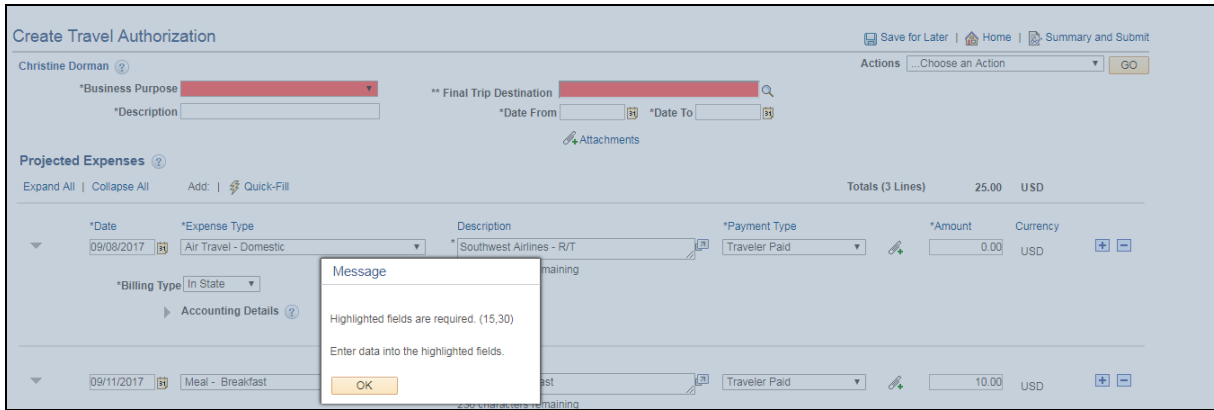 Create Travel Authorization
Save for Later | Home | Summary and Submit
Christine Dorman
Actions ...Choose an Action GO
*Business Purpose ** Final Trip Destination
*Description *Date From *Date To
Attachments
Projected Expenses
Expand All | Collapse All Add: | Quick-Fill Totals (3 Lines) 25.00 USD
*Date *Expense Type Description *Payment Type *Amount Currency
09/08/2017 Air Travel - Domestic * Southwest Airlines - R/T Traveler Paid 0.00 USD
Message
*Billing Type In State
Accounting Details
Highlighted fields are required. (15,30)
Enter data into the highlighted fields.
OK
09/11/2017 Meal - Breakfast Traveler Paid 10.00 USD
characters remaining